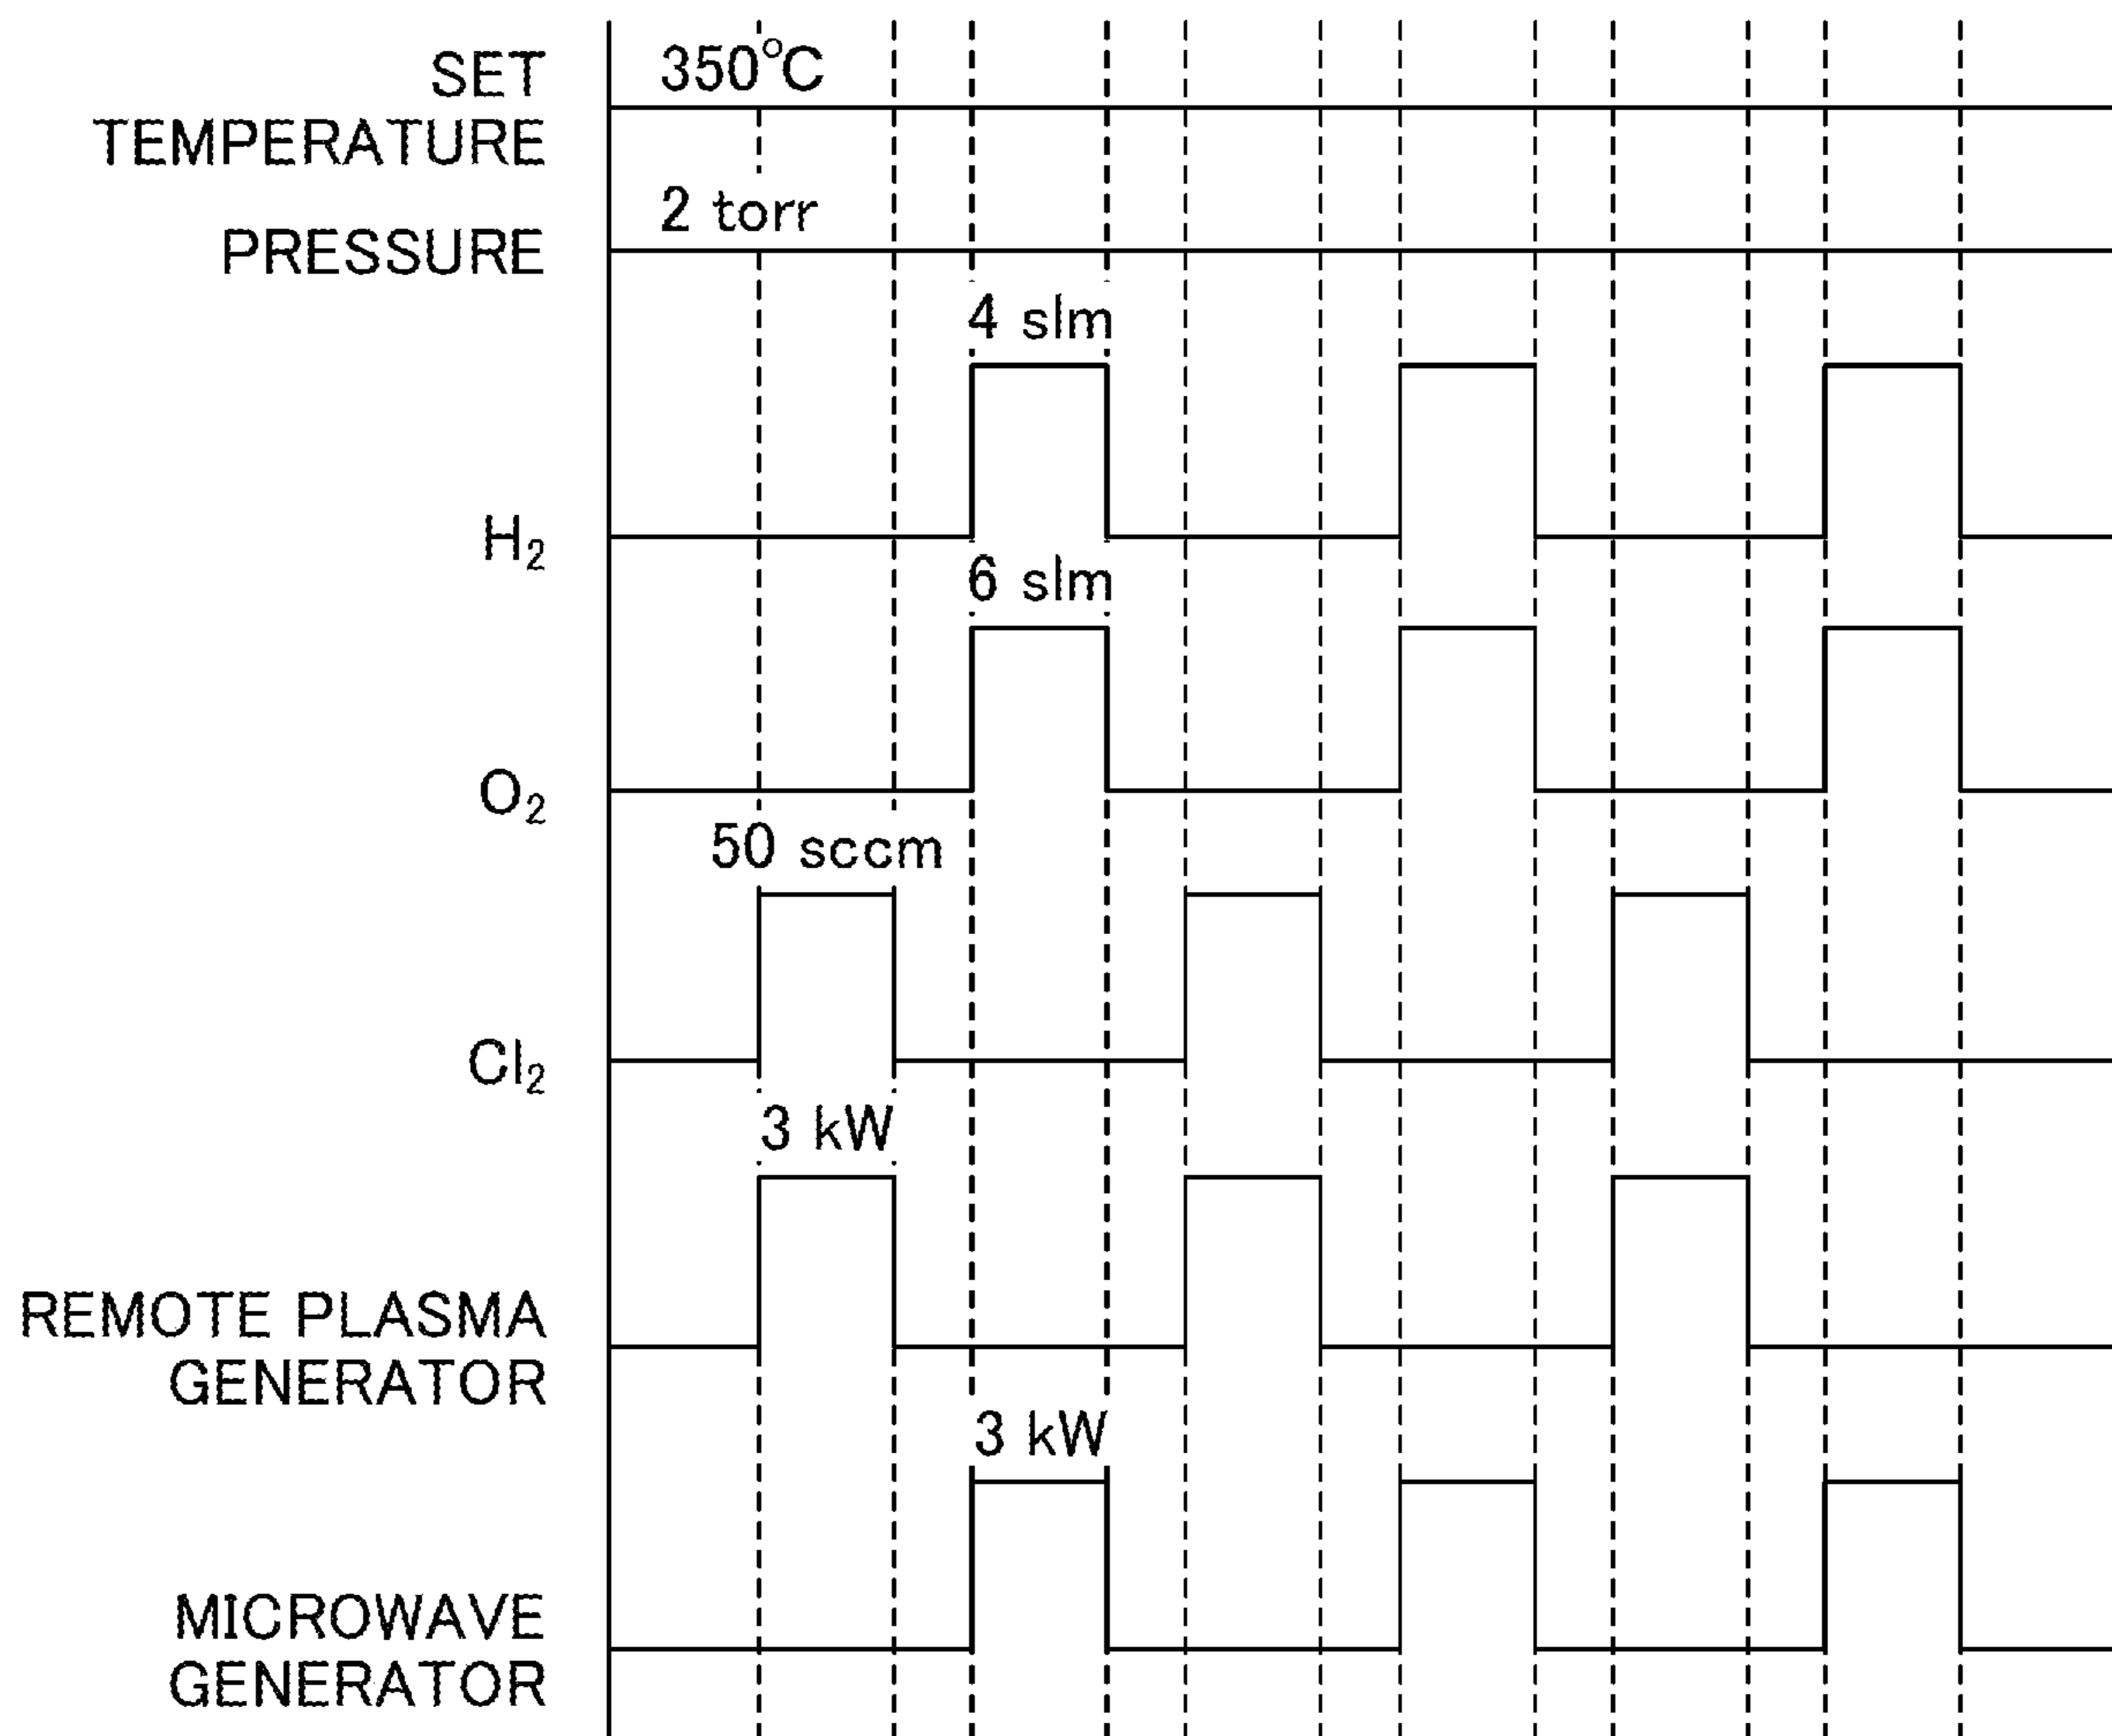 SET
TEMPERATURE
350°C
PRESSURE
2 torr
4 slm
H₂
6 slm
O₂
50 sccm
Cl₂
3 kW
REMOTE PLASMA
GENERATOR
3 kW
MICROWAVE
GENERATOR